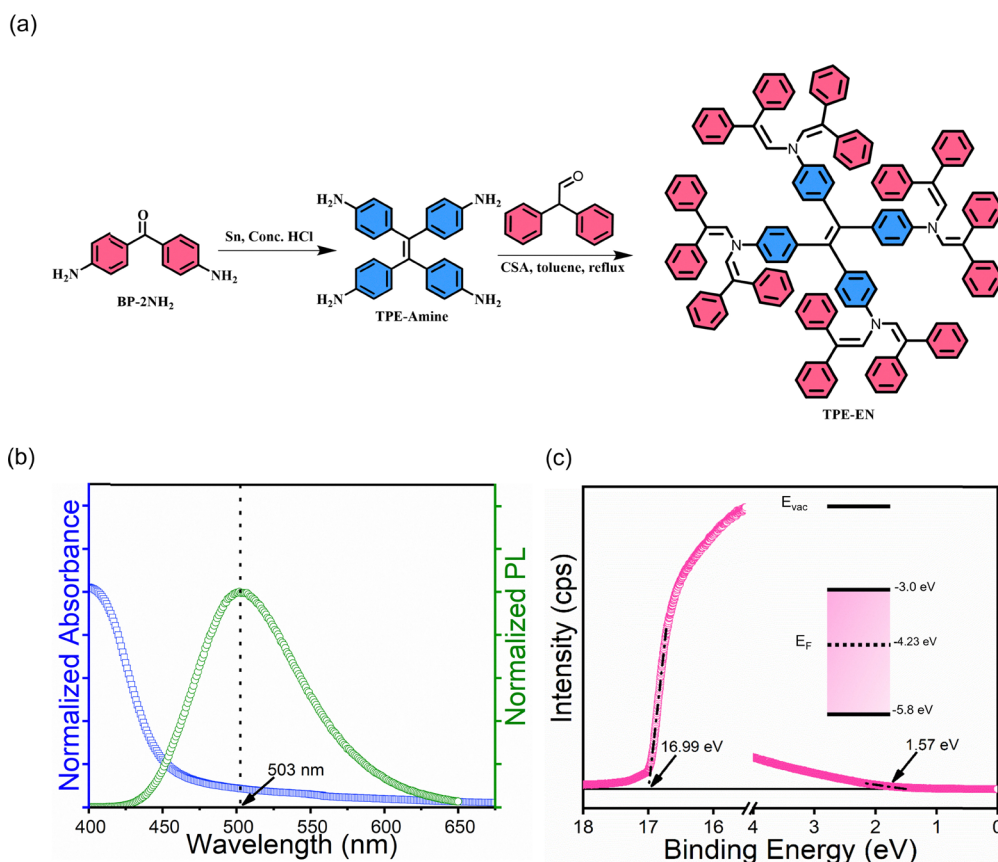 (a)
O
H₂N
NH₂
BP-2NH₂
Sn, Conc. HCl
H₂N
NH₂
H₂N
NH₂
TPE-Amine
O
CSA, toluene, reflux
N
N
N
N
TPE-EN
(b)
Normalized Absorbance
Normalized PL
503 nm
400 450 500 550 600 650
Wavelength (nm)
(c)
Intensity (cps)
E_vac
-3.0 eV
E_F
-4.23 eV
-5.8 eV
16.99 eV
1.57 eV
18 17 16 4 3 2 1 0
Binding Energy (eV)